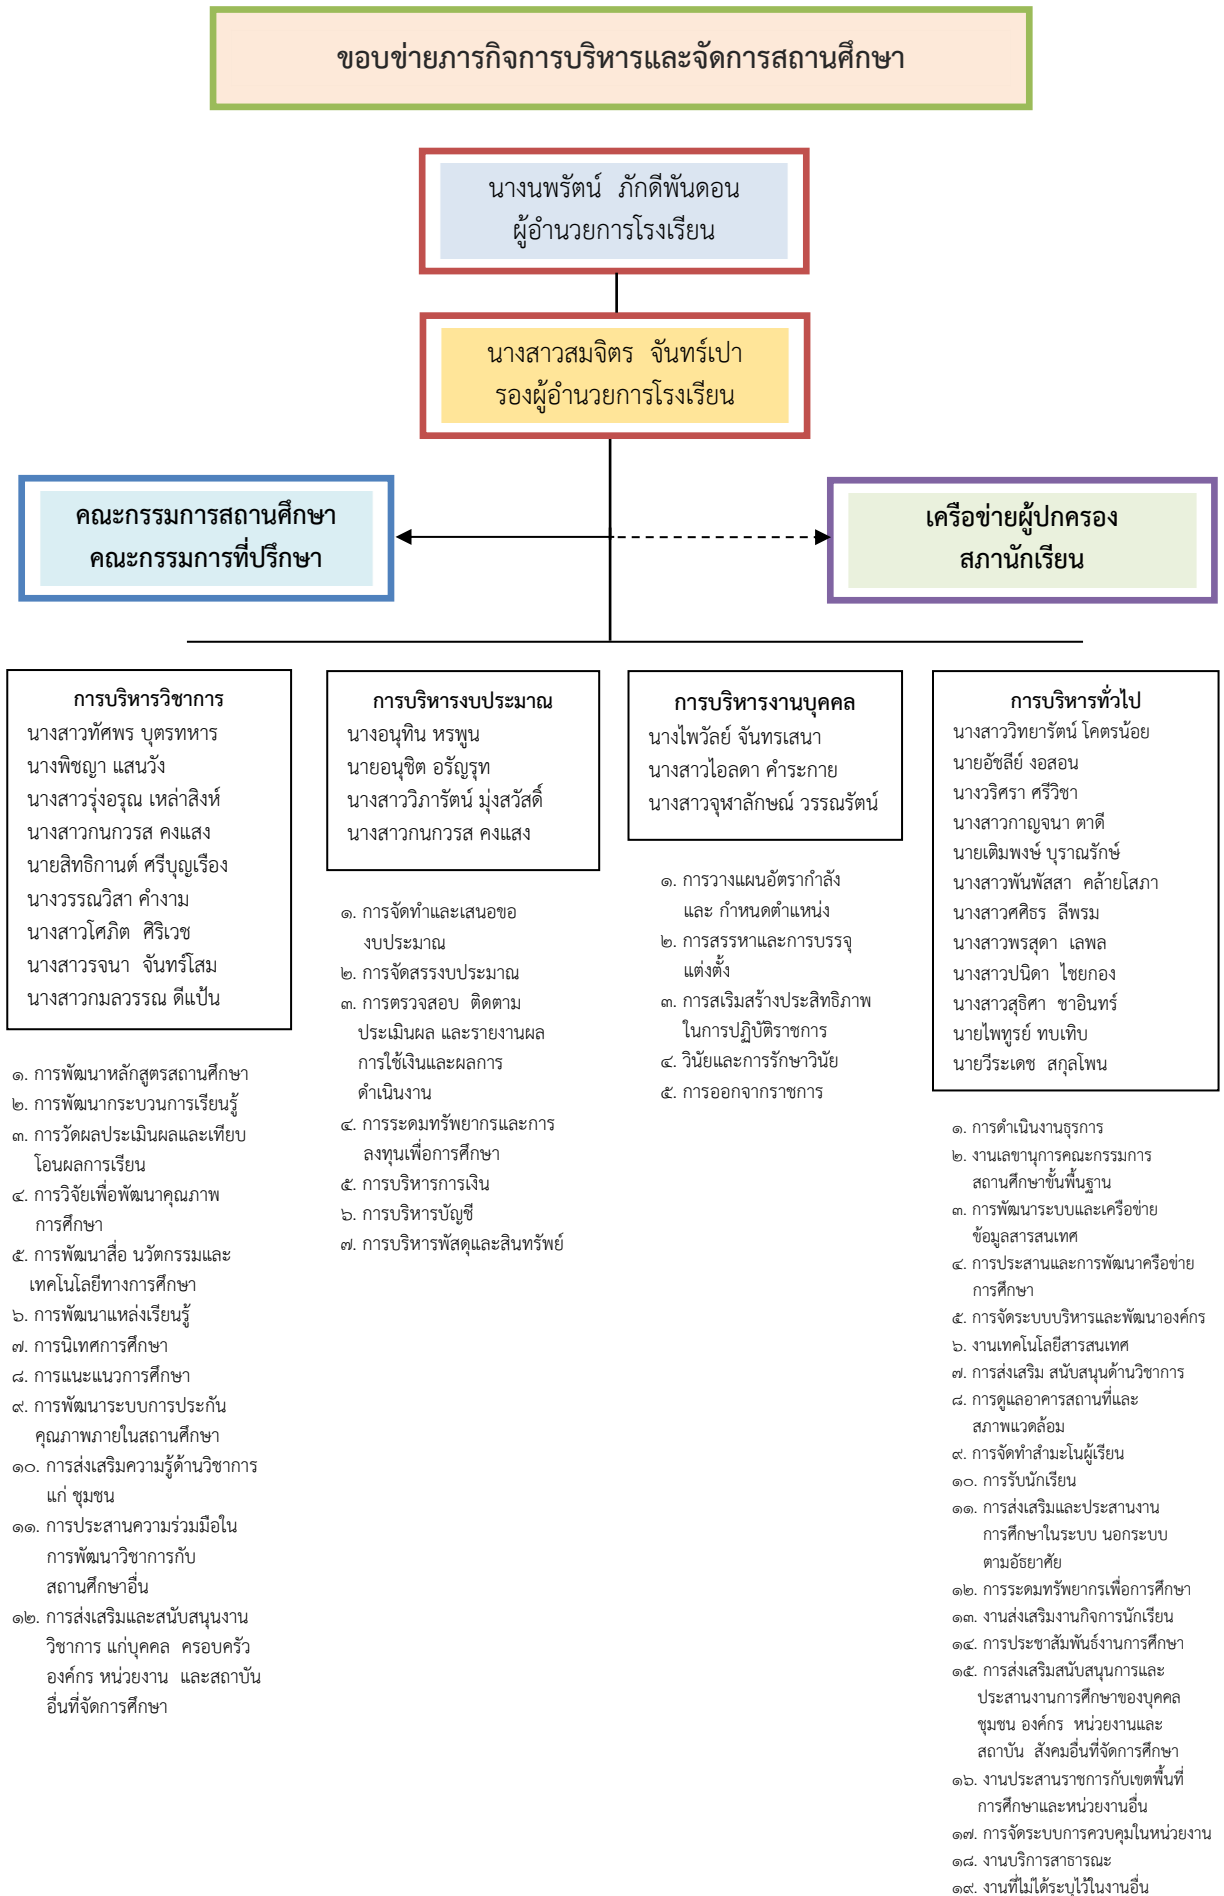 ขอบข่ายภารกิจการบริหารและจัดการสถานศึกษา
นางนพรัตน์ ภักดีพันดอน
ผู้อำนวยการโรงเรียน
นางสาวสมจิตร จันทร์เปา
รองผู้อำนวยการโรงเรียน
คณะกรรมการสถานศึกษา
คณะกรรมการที่ปรึกษา
เครือข่ายผู้ปกครอง
สภานักเรียน
การบริหารวิชาการ
นางสาวทัศพร บุตรทหาร
นางพิชญา แสนวัง
นางสาวรุ่งอรุณ เหล่าสิงห์
นางสาวกนกวรส คงแสง
นายสิทธิกานต์ ศรีบุญเรือง
นางวรรณวิสา คำงาม
นางสาวโศภิต ศิริเวช
นางสาวรจนา จันทร์โสม
นางสาวกมลวรรณ ดีแป้น
๑. การพัฒนาหลักสูตรสถานศึกษา
๒. การพัฒนากระบวนการเรียนรู้
๓. การวัดผลประเมินผลและเทียบ
โอนผลการเรียน
๔. การวิจัยเพื่อพัฒนาคุณภาพ
การศึกษา
๕. การพัฒนาสื่อ นวัตกรรมและ
เทคโนโลยีทางการศึกษา
๖. การพัฒนาแหล่งเรียนรู้
๗. การนิเทศการศึกษา
๘. การแนะแนวการศึกษา
๙. การพัฒนาระบบการประกัน
คุณภาพภายในสถานศึกษา
๑๐. การส่งเสริมความรู้ด้านวิชาการ
แก่ ชุมชน
๑๑. การประสานความร่วมมือใน
การพัฒนาวิชาการกับ
สถานศึกษาอื่น
๑๒. การส่งเสริมและสนับสนุนงาน
วิชาการ แก่บุคคล ครอบครัว
องค์กร หน่วยงาน และสถาบัน
อื่นที่จัดการศึกษา
การบริหารงบประมาณ
นางอนุทิน หรพูน
นายอนุชิต อรัญรุท
นางสาววิภารัตน์ มุ่งสวัสดิ์
นางสาวกนกวรส คงแสง
๑. การจัดทำและเสนอขอ
งบประมาณ
๒. การจัดสรรงบประมาณ
๓. การตรวจสอบ ติดตาม
ประเมินผล และรายงานผล
การใช้เงินและผลการ
ดำเนินงาน
๔. การระดมทรัพยากรและการ
ลงทุนเพื่อการศึกษา
๕. การบริหารการเงิน
๖. การบริหารบัญชี
๗. การบริหารพัสดุและสินทรัพย์
การบริหารงานบุคคล
นางไพวัลย์ จันทรเสนา
นางสาวไอลดา คำระกาย
นางสาวจุฬาลักษณ์ วรรณรัตน์
๑. การวางแผนอัตรากำลัง
และ กำหนดตำแหน่ง
๒. การสรรหาและการบรรจุ
แต่งตั้ง
๓. การสเริมสร้างประสิทธิภาพ
ในการปฏิบัติราชการ
๔. วินัยและการรักษาวินัย
๕. การออกจากราชการ
การบริหารทั่วไป
นางสาววิทยารัตน์ โคตรน้อย
นายอัชลีย์ งอสอน
นางวริศรา ศรีวิชา
นางสาวกาญจนา ตาดี
นายเติมพงษ์ บุราณรักษ์
นางสาวพันพัสสา คล้ายโสภา
นางสาวศศิธร ลีพรม
นางสาวพรสุดา เลพล
นางสาวปนิดา ไชยกอง
นางสาวสุธิศา ชาอินทร์
นายไพฑูรย์ ทบเทิบ
นายวีระเดช สกุลโพน
๑. การดำเนินงานธุรการ
๒. งานเลขานุการคณะกรรมการ
สถานศึกษาขั้นพื้นฐาน
๓. การพัฒนาระบบและเครือข่าย
ข้อมูลสารสนเทศ
๔. การประสานและการพัฒนาครือข่าย
การศึกษา
๕. การจัดระบบบริหารและพัฒนาองค์กร
๖. งานเทคโนโลยีสารสนเทศ
๗. การส่งเสริม สนับสนุนด้านวิชาการ
๘. การดูแลอาคารสถานที่และ
สภาพแวดล้อม
๙. การจัดทำสำมะโนผู้เรียน
๑๐. การรับนักเรียน
๑๑. การส่งเสริมและประสานงาน
การศึกษาในระบบ นอกระบบ
ตามอัธยาศัย
๑๒. การระดมทรัพยากรเพื่อการศึกษา
๑๓. งานส่งเสริมงานกิจการนักเรียน
๑๔. การประชาสัมพันธ์งานการศึกษา
๑๕. การส่งเสริมสนับสนุนการและ
ประสานงานการศึกษาของบุคคล
ชุมชน องค์กร หน่วยงานและ
สถาบัน สังคมอื่นที่จัดการศึกษา
๑๖. งานประสานราชการกับเขตพื้นที่
การศึกษาและหน่วยงานอื่น
๑๗. การจัดระบบการควบคุมในหน่วยงาน
๑๘. งานบริการสาธารณะ
๑๙. งานที่ไม่ได้ระบุไว้ในงานอื่น